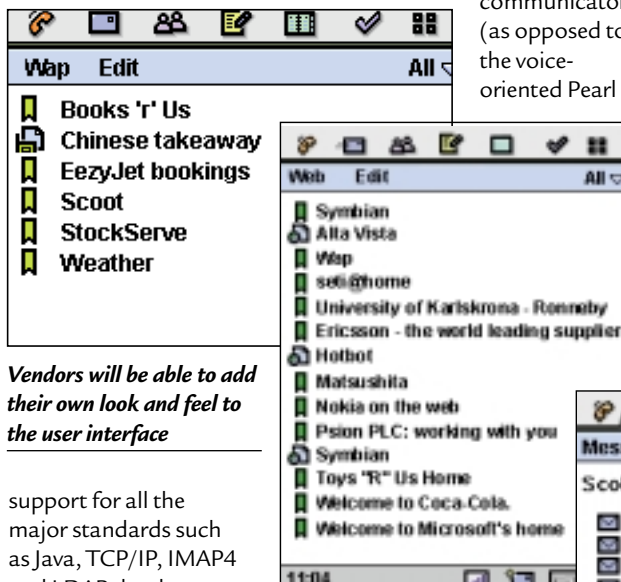 communicator
(as opposed to
the voice-
oriented Pearl
Wap Edit All
Books 'r' Us
Chinese takeaway
EezyJet bookings
Scoot
StockServe
Weather
Vendors will be able to add
their own look and feel to
the user interface
support for all the
major standards such
as Java, TCP/IP, IMAP4
Web Edit All
Symbian
Alta Vista
Wap
seti@home
University of Karlskrona - Ronneby
Ericsson - the world leading supplier
Hotbot
Matsushita
Nokia on the web
Psion PLC: working with you
Symbian
Toys "R" Us Home
Welcome to Coca-Cola.
Welcome to Microsoft's home
11:04
Mes
Sco